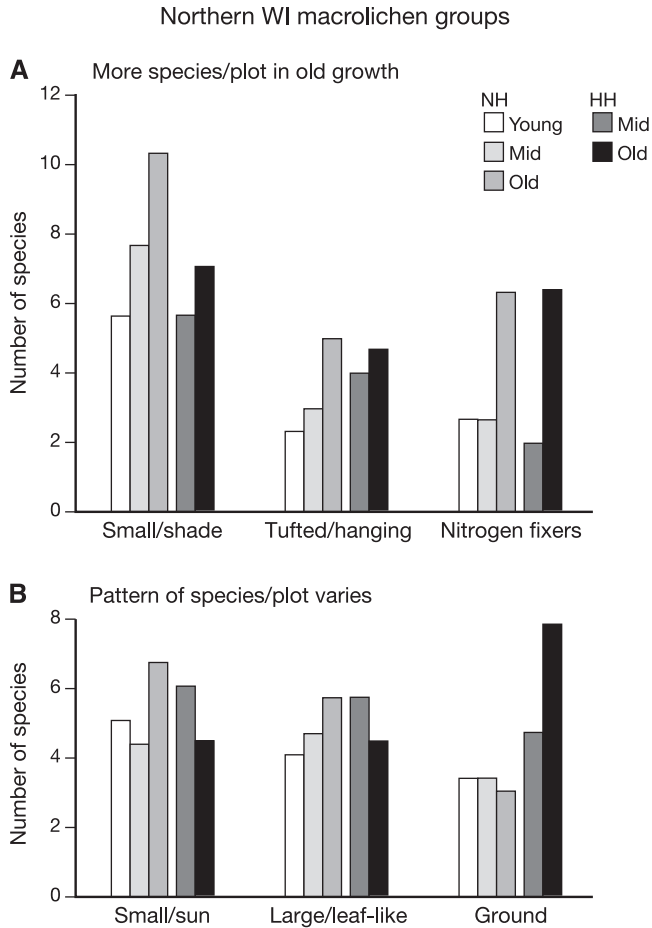 Northern WI macrolichen groups
A More species/plot in old growth
NH HH
Young Mid
Mid Old
Old
Number of species
12
10
8
6
4
2
0
Small/shade Tufted/hanging Nitrogen fixers
B Pattern of species/plot varies
Number of species
8
6
4
2
0
Small/sun Large/leaf-like Ground